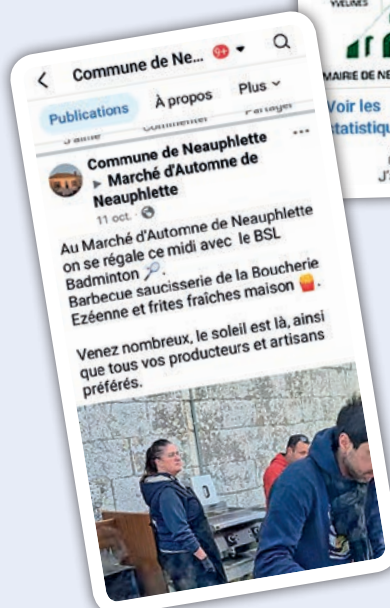 YVELINES
MAIRIE DE NE
Voir les
statistiqu
J'
Commune de Ne... 9+
Publications À propos Plus
J'aime Commenter Partager
Commune de Neauphlette
▸ Marché d'Automne de
Neauphlette
11 oct. ·
Au Marché d'Automne de Neauphlette
on se régale ce midi avec le BSL
Badminton 🏸.
Barbecue saucisserie de la Boucherie
Ezéenne et frites fraîches maison 🍟.
Venez nombreux, le soleil est là, ainsi
que tous vos producteurs et artisans
préférés.